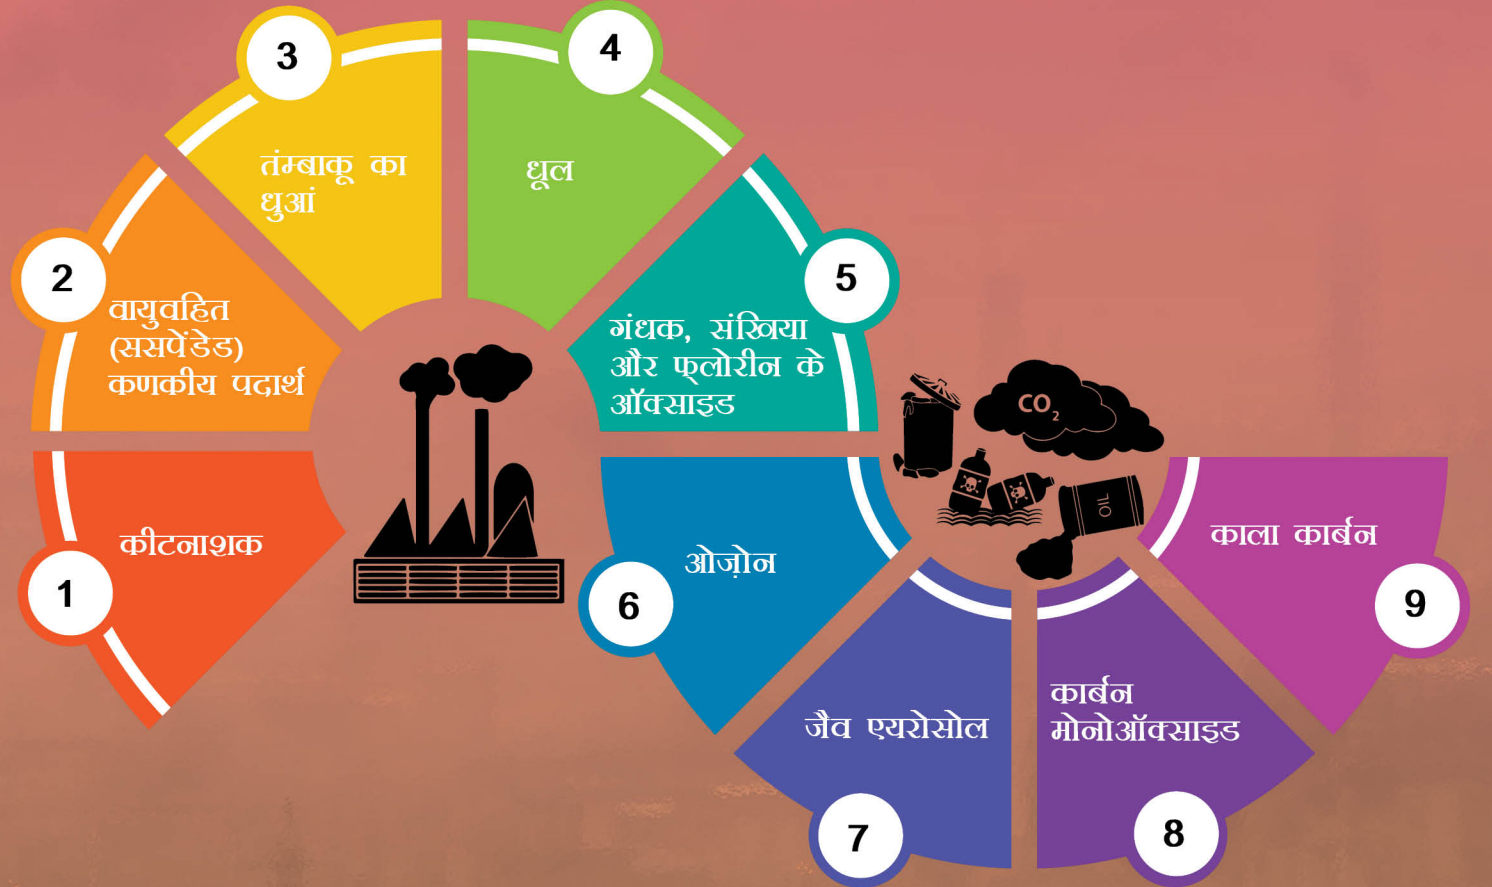 1
कीटनाशक
2
वायुवहित
(ससपेंडेड)
कणकीय पदार्थ
3
तंम्बाकू का
धुआं
4
धूल
5
गंधक, संखिया
और फ्लोरीन के
ऑक्साइड
6
ओज़ोन
7
जैव एयरोसोल
8
कार्बन
मोनोऑक्साइड
9
काला कार्बन
CO₂
OIL